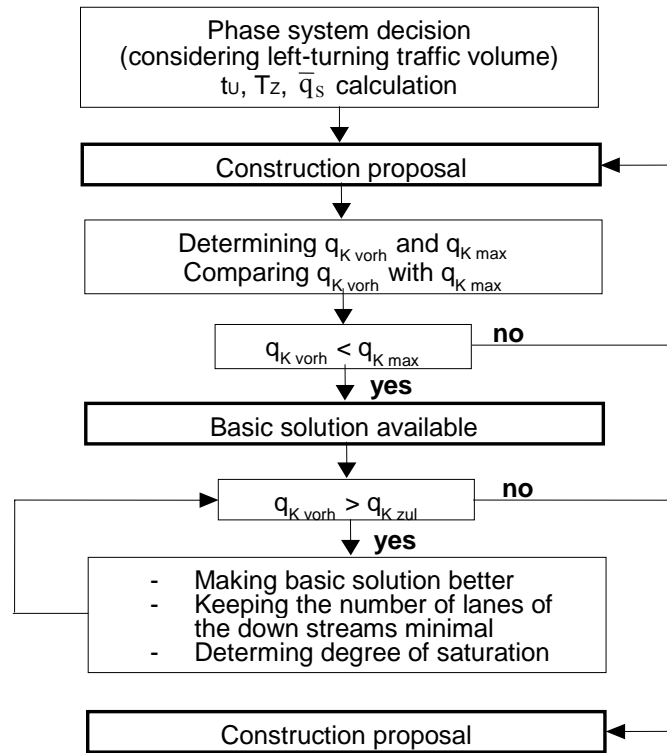 Phase system decision
(considering left-turning traffic volume)
tU, TZ, q̅S calculation
Construction proposal
Determining qK vorh and qK max
Comparing qK vorh with qK max
qK vorh < qK max
no
yes
Basic solution available
qK vorh > qK zul
no
yes
- Making basic solution better
- Keeping the number of lanes of
the down streams minimal
- Determing degree of saturation
Construction proposal